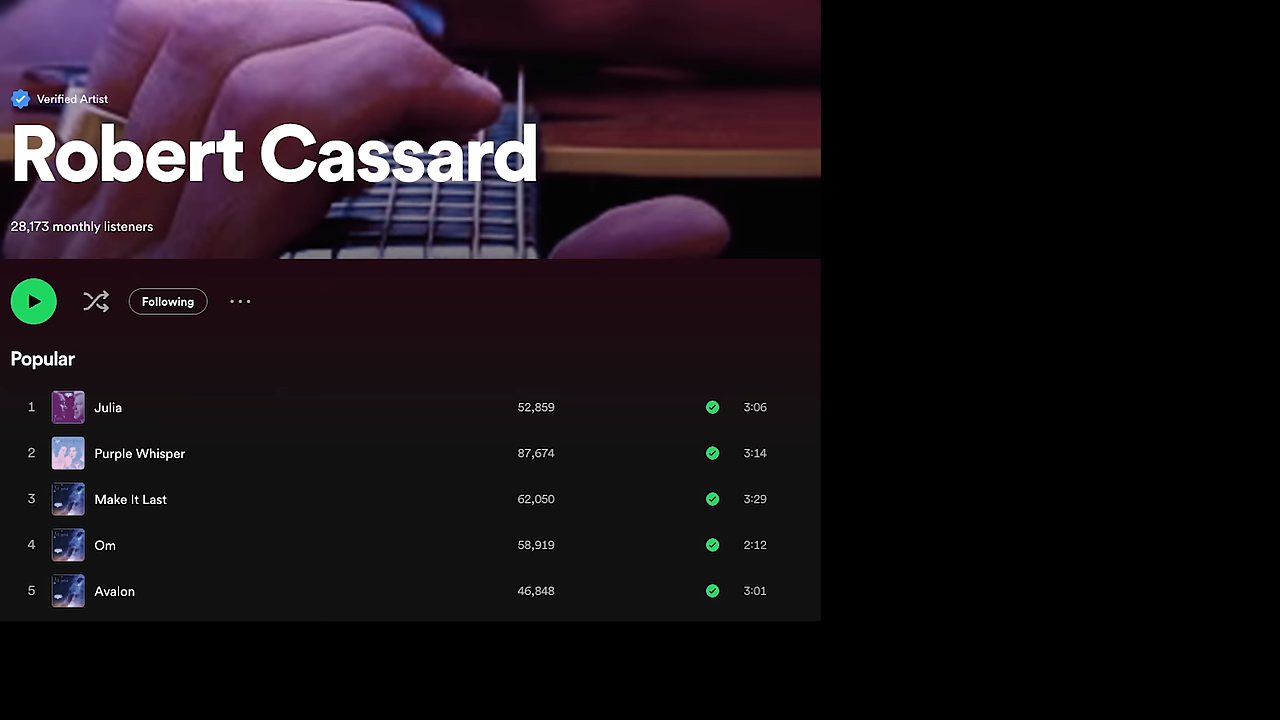 Verified Artist
Robert Cassard
28,173 monthly listeners
Following
Popular
1 Julia 52,859 3:06
2 Purple Whisper 87,674 3:14
3 Make It Last 62,050 3:29
4 Om 58,919 2:12
5 Avalon 46,848 3:01